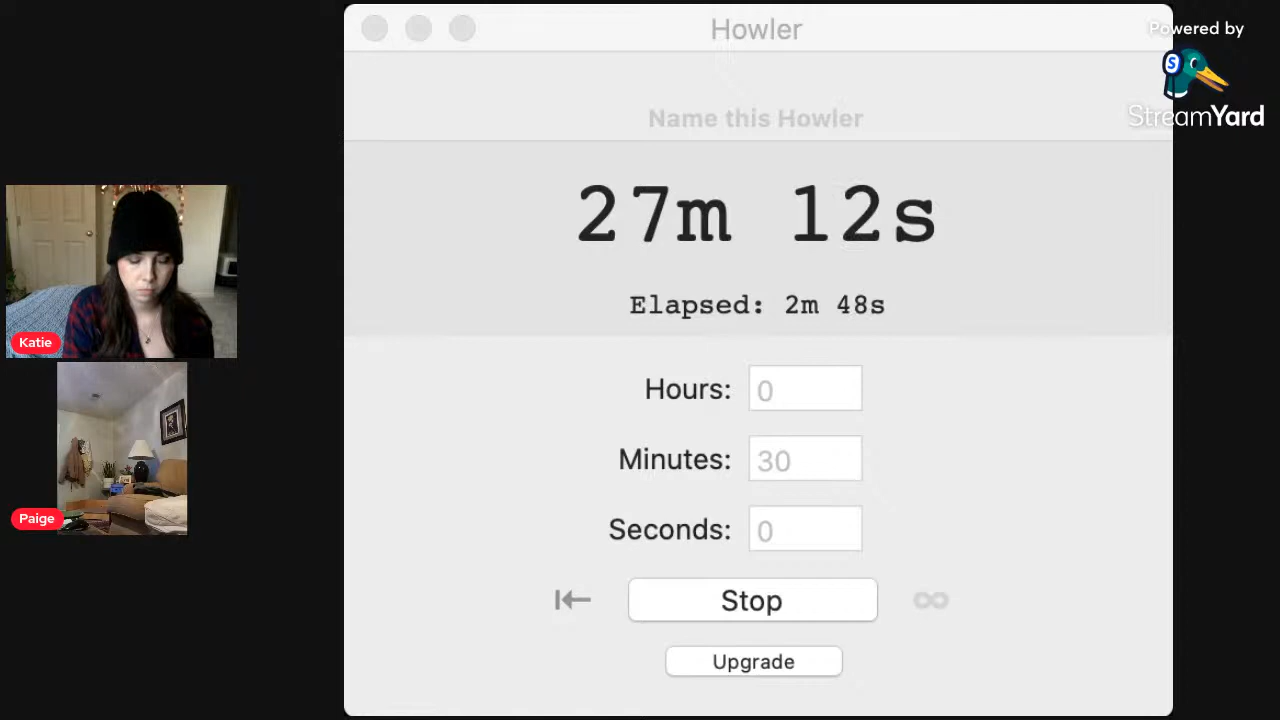 Howler
Powered by
StreamYard
Name this Howler
27m 12s
Elapsed: 2m 48s
Hours: 0
Minutes: 30
Seconds: 0
Stop
Upgrade
Katie
Paige